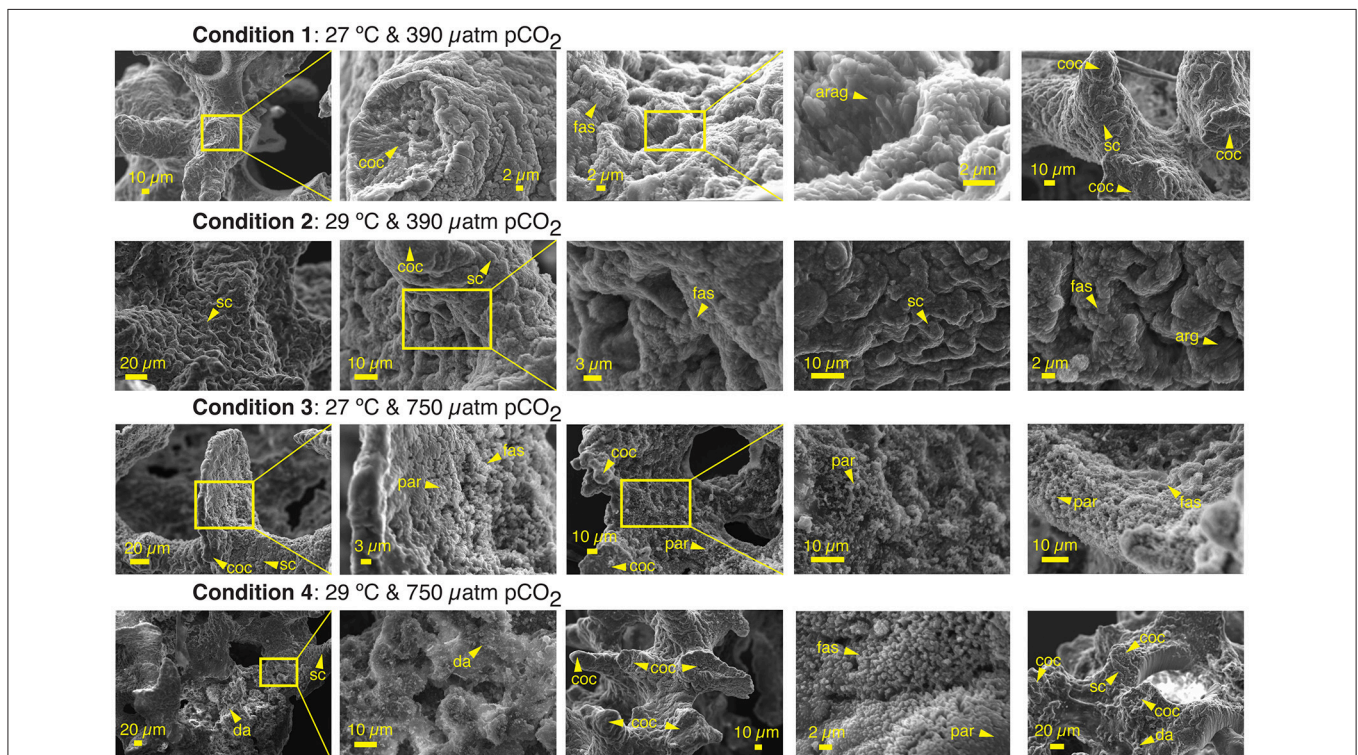 Condition 1: 27 ºC & 390 µatm pCO2
10 µm
coc
2 µm
fas
2 µm
arag
2 µm
coc
sc
coc
coc
10 µm
Condition 2: 29 ºC & 390 µatm pCO2
sc
20 µm
coc
sc
10 µm
fas
3 µm
sc
10 µm
fas
arg
2 µm
Condition 3: 27 ºC & 750 µatm pCO2
20 µm
coc
sc
fas
par
3 µm
coc
10 µm
par
coc
par
10 µm
par
fas
10 µm
Condition 4: 29 ºC & 750 µatm pCO2
sc
20 µm
da
da
10 µm
coc
coc
coc
10 µm
fas
2 µm
par
coc
coc
sc
coc
20 µm
da